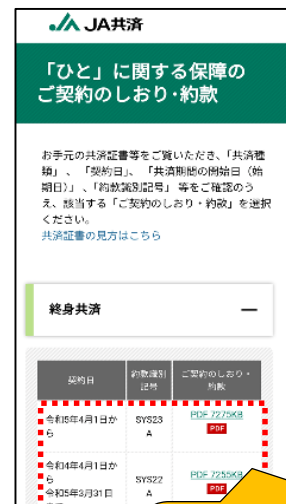 JA共済
「ひと」に関する保障の
ご契約のしおり・約款
お手元の共済証書等をご覧いただき、「共済種
類」、「契約日」、「共済期間の開始日（始
期日）」、「約款識別記号」等をご確認のう
え、該当する「ご契約のしおり・約款」を選択
ください。
共済証書の見方はこちら
終身共済
契約日
約款識別
記号
ご契約のしおり・
約款
令和5年4月1日か
ら
SYS23
A
PDF 7275KB
PDF
令和4年4月1日か
ら
令和5年3月31日
SYS22
A
PDF 7255KB
PDF